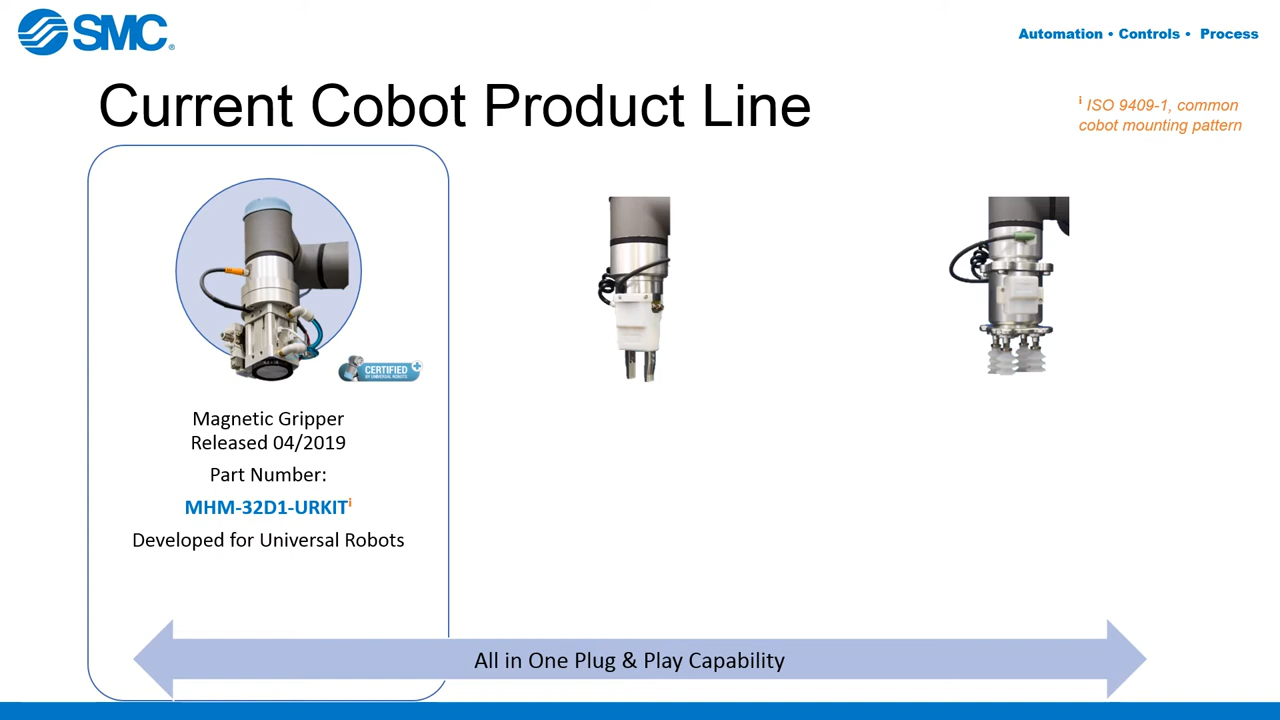 SMC
Automation • Controls • Process
Current Cobot Product Line
i ISO 9409-1, common
cobot mounting pattern
CERTIFIED
BY UNIVERSAL ROBOTS
Magnetic Gripper
Released 04/2019
Part Number:
MHM-32D1-URKITi
Developed for Universal Robots
All in One Plug & Play Capability